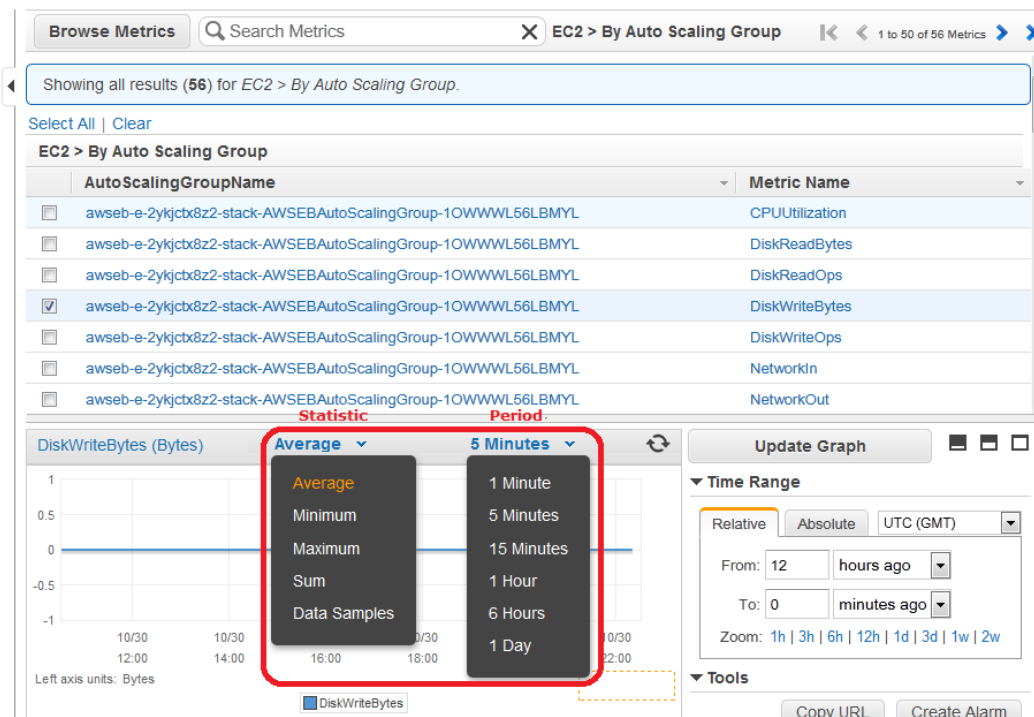 Browse Metrics Search Metrics EC2 > By Auto Scaling Group 1 to 50 of 56 Metrics
Showing all results (56) for EC2 > By Auto Scaling Group.
Select All | Clear
EC2 > By Auto Scaling Group
AutoScalingGroupName Metric Name
awseb-e-2ykjctx8z2-stack-AWSEBAutoScalingGroup-1OWWWL56LBMYL CPUUtilization
awseb-e-2ykjctx8z2-stack-AWSEBAutoScalingGroup-1OWWWL56LBMYL DiskReadBytes
awseb-e-2ykjctx8z2-stack-AWSEBAutoScalingGroup-1OWWWL56LBMYL DiskReadOps
awseb-e-2ykjctx8z2-stack-AWSEBAutoScalingGroup-1OWWWL56LBMYL DiskWriteBytes
awseb-e-2ykjctx8z2-stack-AWSEBAutoScalingGroup-1OWWWL56LBMYL DiskWriteOps
awseb-e-2ykjctx8z2-stack-AWSEBAutoScalingGroup-1OWWWL56LBMYL NetworkIn
awseb-e-2ykjctx8z2-stack-AWSEBAutoScalingGroup-1OWWWL56LBMYL NetworkOut
Statistic Period
DiskWriteBytes (Bytes) Average 5 Minutes
Average
Minimum
Maximum
Sum
Data Samples
1 Minute
5 Minutes
15 Minutes
1 Hour
6 Hours
1 Day
1
0.5
0
-0.5
-1
10/30 10/30 0/30 0/30
12:00 14:00 16:00 18:00 22:00
Left axis units: Bytes
DiskWriteBytes
Update Graph
Time Range
Relative Absolute UTC (GMT)
From: 12 hours ago
To: 0 minutes ago
Zoom: 1h | 3h | 6h | 12h | 1d | 3d | 1w | 2w
Tools
Copy URL Create Alarm